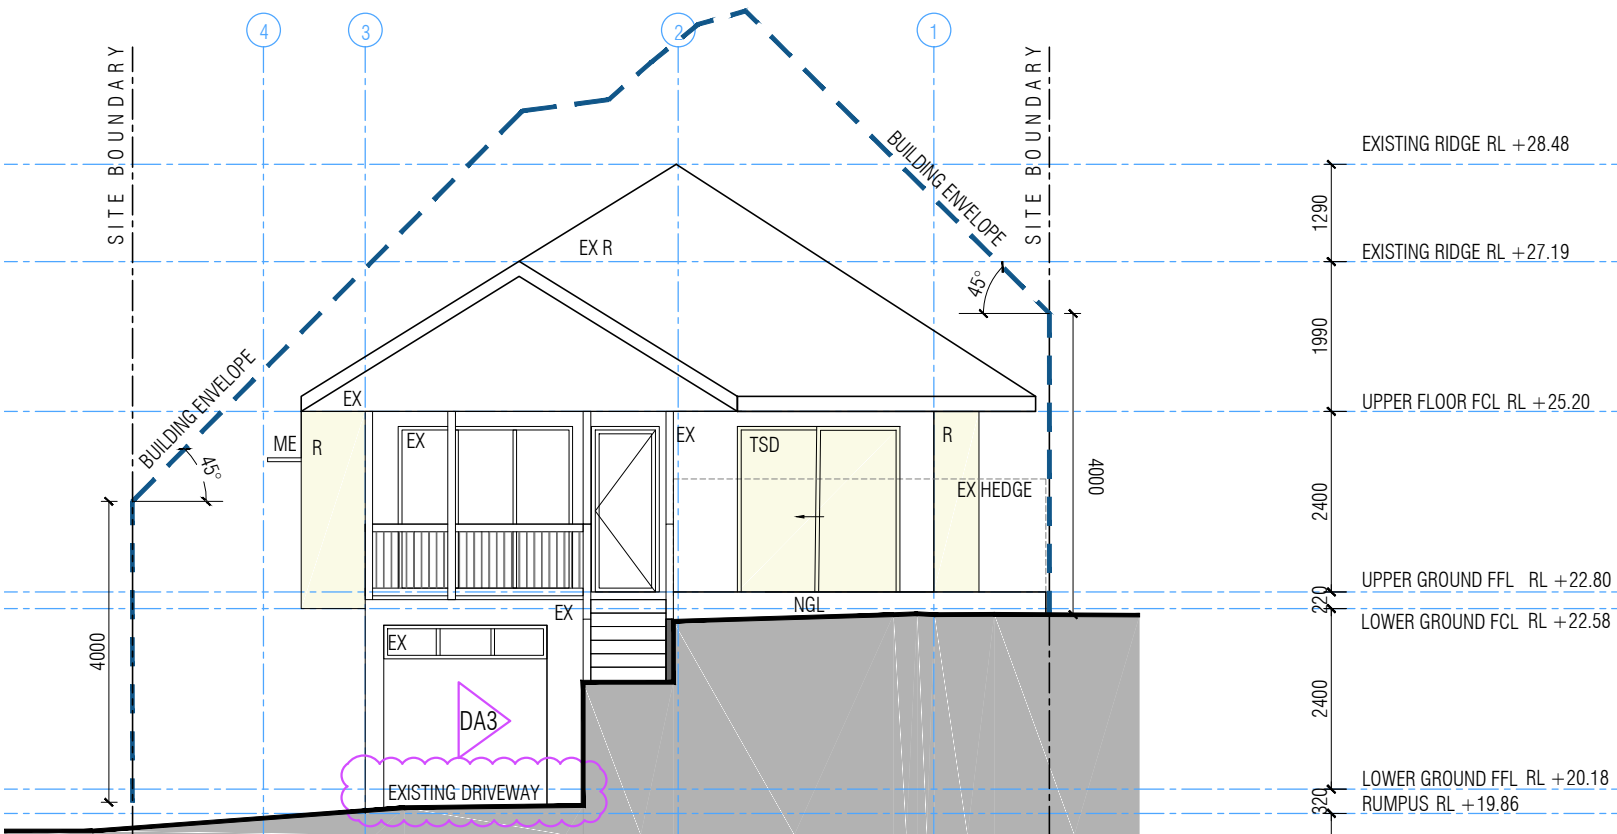 4
3
2
1
SITE BOUNDARY
SITE BOUNDARY
BUILDING ENVELOPE
BUILDING ENVELOPE
EXISTING RIDGE RL +28.48
1290
EX R
EXISTING RIDGE RL +27.19
45°
1990
EX
UPPER FLOOR FCL RL +25.20
ME
R
EX
EX
TSD
R
45°
EX HEDGE
4000
2400
UPPER GROUND FFL RL +22.80
220
NGL
EX
LOWER GROUND FCL RL +22.58
EX
4000
2400
DA3
LOWER GROUND FFL RL +20.18
EXISTING DRIVEWAY
320
RUMPUS RL +19.86